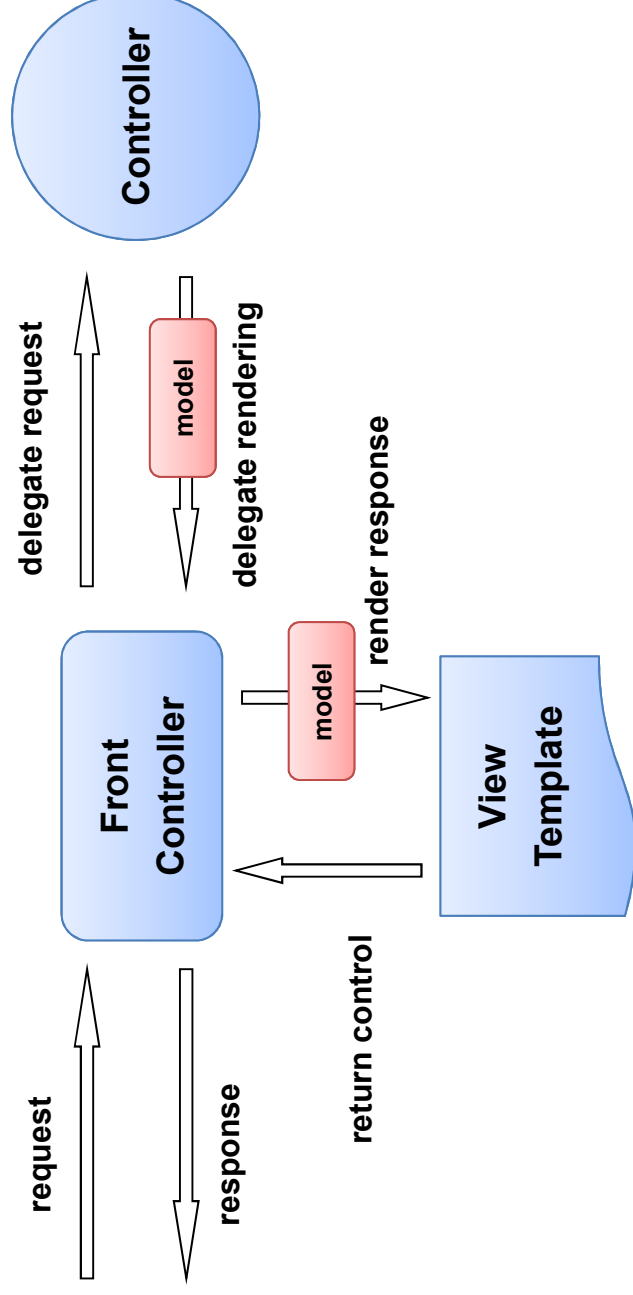 request
response
Front
Controller
return control
delegate request
model
delegate rendering
Controller
model
render response
View
Template